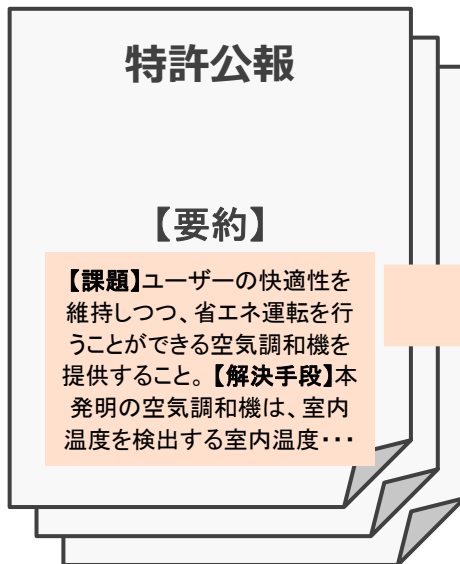 特許公報
【要約】
【課題】ユーザーの快適性を
維持しつつ、省エネ運転を行
うことができる空気調和機を
提供すること。【解決手段】本
発明の空気調和機は、室内
温度を検出する室内温度・・・